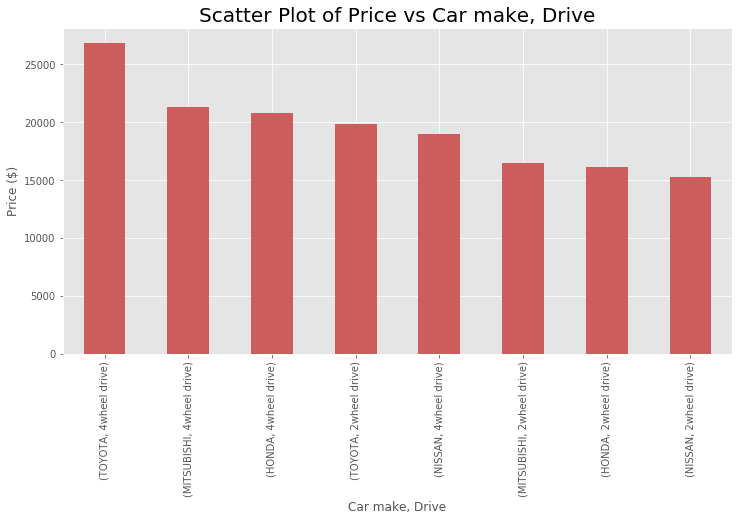 Scatter Plot of Price vs Car make, Drive
Price ($)
25000
20000
15000
10000
5000
0
(TOYOTA, 4wheel drive)
(MITSUBISHI, 4wheel drive)
(HONDA, 4wheel drive)
(TOYOTA, 2wheel drive)
(NISSAN, 4wheel drive)
(MITSUBISHI, 2wheel drive)
(HONDA, 2wheel drive)
(NISSAN, 2wheel drive)
Car make, Drive